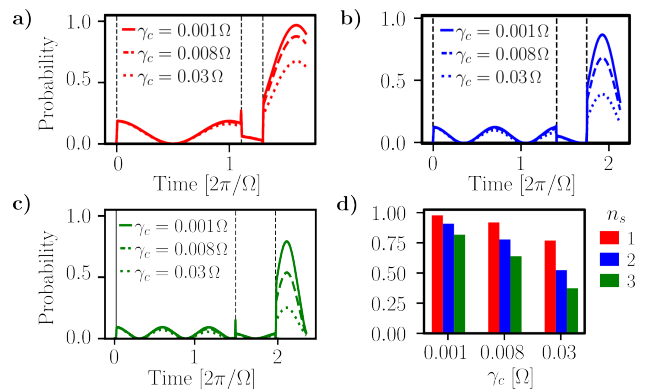 a)
Probability
1.0
0.5
0.0
γc = 0.001Ω
γc = 0.008Ω
γc = 0.03Ω
0 1
Time [2π/Ω]
b)
1.0
0.5
0.0
γc = 0.001Ω
γc = 0.008Ω
γc = 0.03Ω
0 1 2
Time [2π/Ω]
c)
Probability
1.0
0.5
0.0
γc = 0.001Ω
γc = 0.008Ω
γc = 0.03Ω
0 1 2
Time [2π/Ω]
d)
1.00
0.75
0.50
0.25
0.00
0.001 0.008 0.03
γc [Ω]
ns
1
2
3